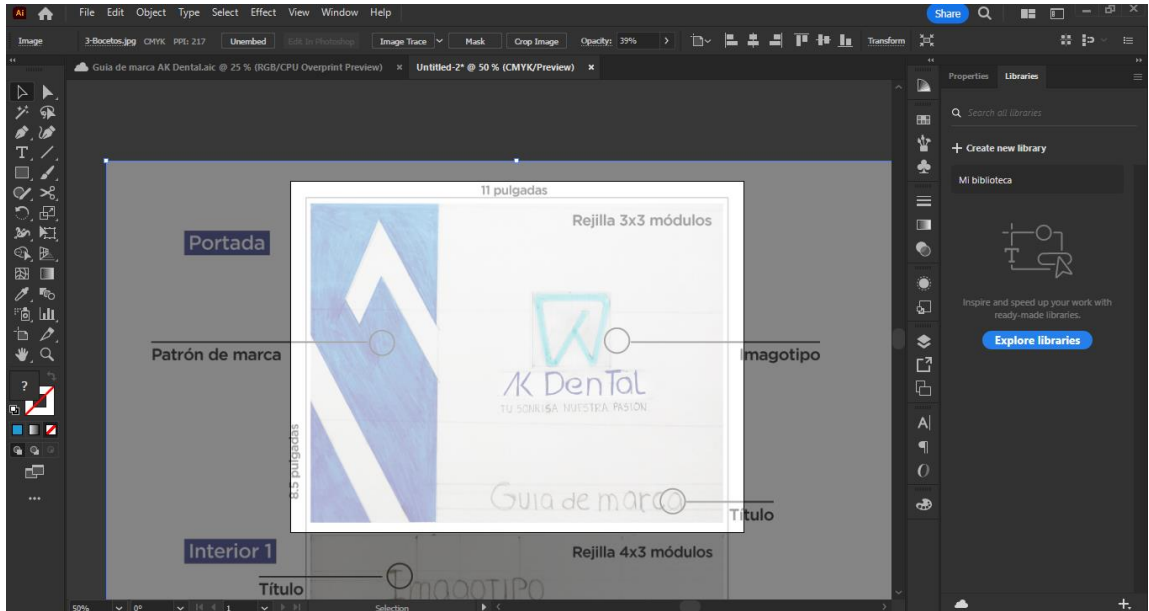 Ai File Edit Object Type Select Effect View Window Help Share
Image 3-Bocetos.jpg CMYK PPI: 217 Unembed Edit In Photoshop Image Trace Mask Crop Image Opacity: 39% Transform
Guia de marca AK Dental.aic @ 25 % (RGB/CPU Overprint Preview) × Untitled-2* @ 50 % (CMYK/Preview) ×
Properties Libraries
Search all libraries
+ Create new library
Mi biblioteca
Inspire and speed up your work with
ready-made libraries.
Explore libraries
11 pulgadas
Portada
Rejilla 3x3 módulos
Patrón de marca
Imagotipo
AK DenTal
TU SONRISA NUESTRA PASIÓN
8.5 pulgadas
Guia de marca
Título
Interior 1
Rejilla 4x3 módulos
Título
IMAGOTIPO
50% 0° 1 Selection